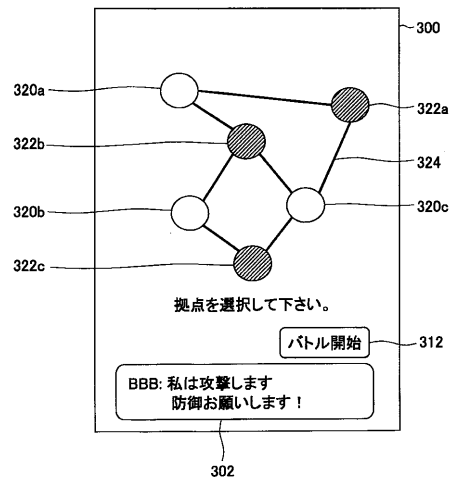 300
320a
322a
322b
324
320b
320c
322c
拠点を選択して下さい。
バトル開始
312
BBB: 私は攻撃します
防御お願いします！
302